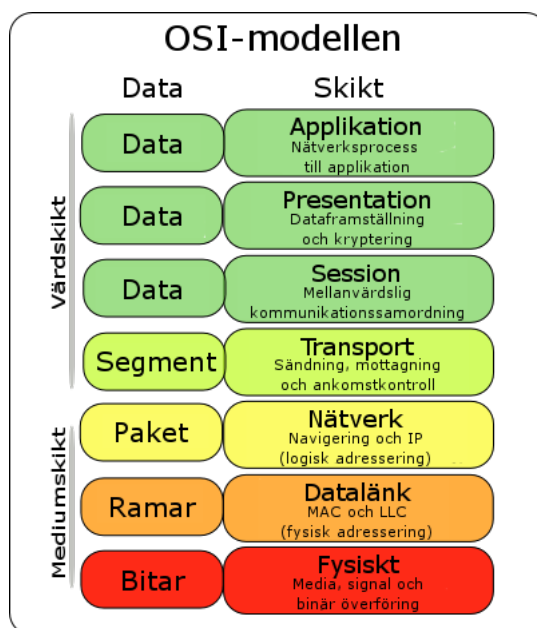 OSI-modellen
Data Skikt
Värdskikt
Data
Applikation
Nätverksprocess
till applikation
Data
Presentation
Dataframställning
och kryptering
Data
Session
Mellanvärdslig
kommunikationssamordning
Segment
Transport
Sändning, mottagning
och ankomstkontroll
Mediumskikt
Paket
Nätverk
Navigering och IP
(logisk adressering)
Ramar
Datalänk
MAC och LLC
(fysisk adressering)
Bitar
Fysiskt
Media, signal och
binär överföring